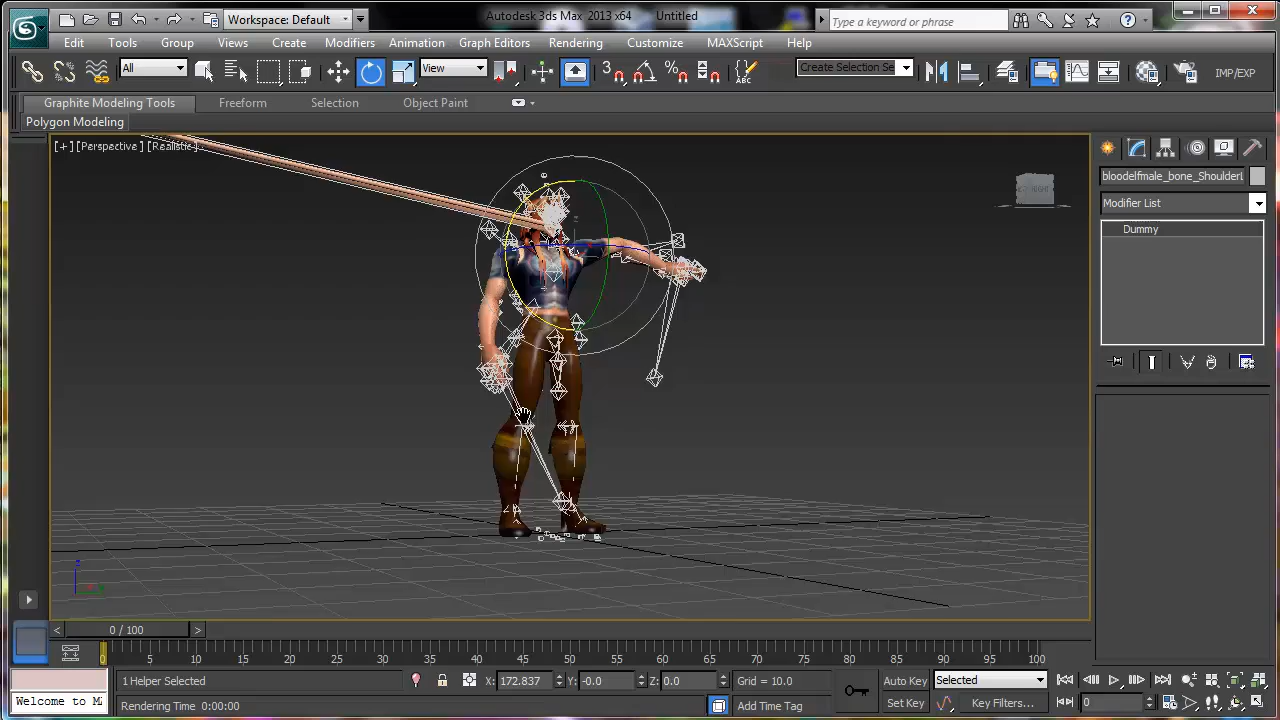 Workspace: Default
Autodesk 3ds Max 2013 x64 Untitled
Type a keyword or phrase
Edit Tools Group Views Create Modifiers Animation Graph Editors Rendering Customize MAXScript Help
All
View
3
%
ABC
Create Selection Se
IMP/EXP
Graphite Modeling Tools Freeform Selection Object Paint
Polygon Modeling
[+][Perspective][Realistic]
bloodelfmale_bone_ShoulderL
Modifier List
Dummy
0 / 100
0 5 10 15 20 25 30 35 40 45 50 55 60 65 70 75 80 85 90 95 100
1 Helper Selected
X: 172.837 Y: -0.0 Z: 0.0
Grid = 10.0
Auto Key
Selected
Welcome to M
Rendering Time 0:00:00
Add Time Tag
Set Key
Key Filters...
0